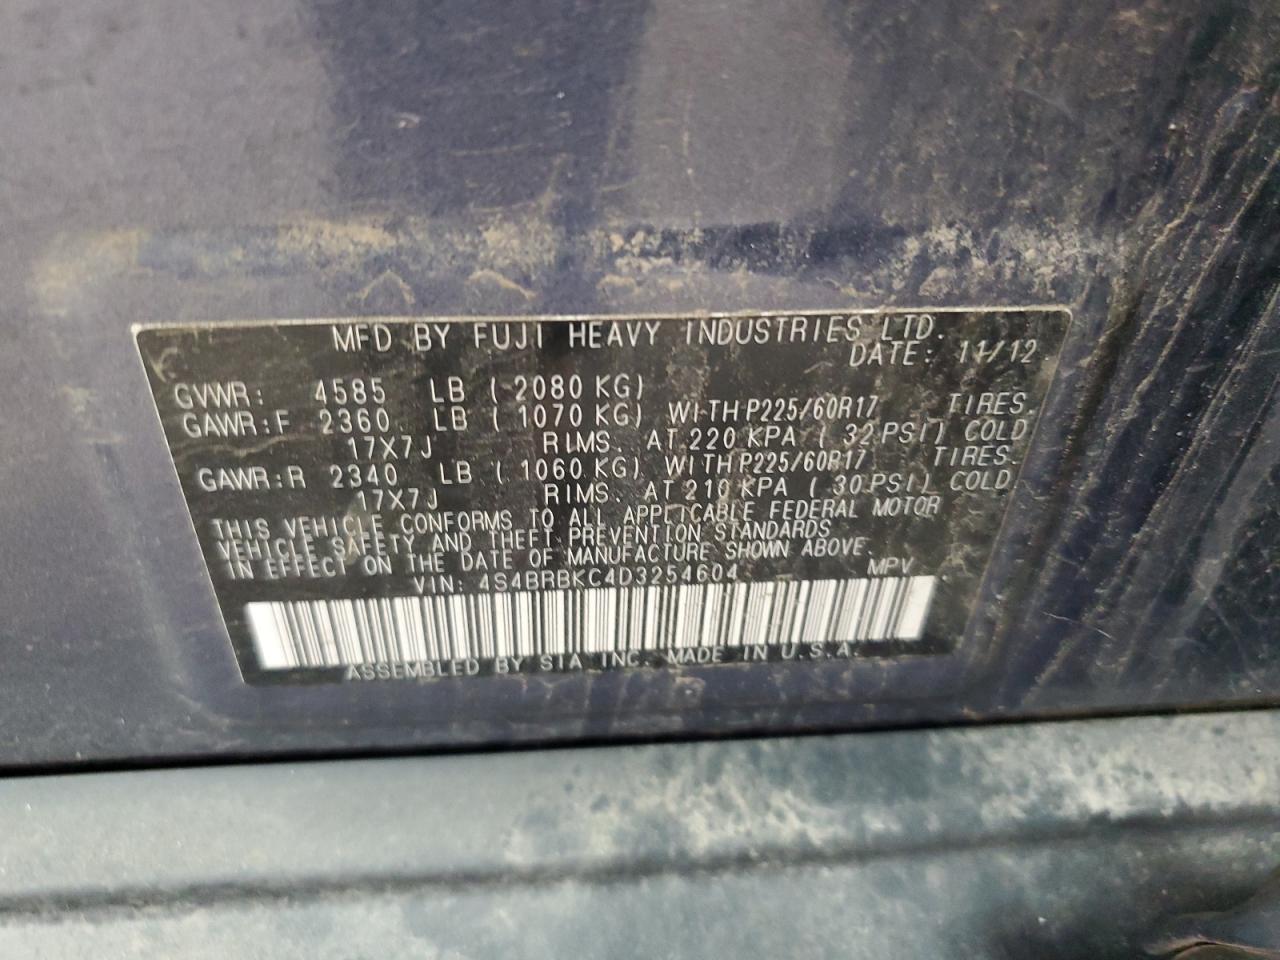 MFD BY FUJI HEAVY INDUSTRIES LTD.
DATE: 11/12
GVWR: 4585 LB ( 2080 KG)
GAWR:F 2360 LB ( 1070 KG) WITH P225/60R17 TIRES.
17X7J RIMS. AT 220 KPA ( 32 PSI) COLD
GAWR:R 2340 LB ( 1060 KG) WITH P225/60R17 TIRES.
17X7J RIMS. AT 210 KPA ( 30 PSI) COLD
THIS VEHICLE CONFORMS TO ALL APPLICABLE FEDERAL MOTOR
VEHICLE SAFETY AND THEFT PREVENTION STANDARDS
IN EFFECT ON THE DATE OF MANUFACTURE SHOWN ABOVE.
VIN: 4S4BRBKC4D3254604 MPV
ASSEMBLED BY SIA INC. MADE IN U.S.A.